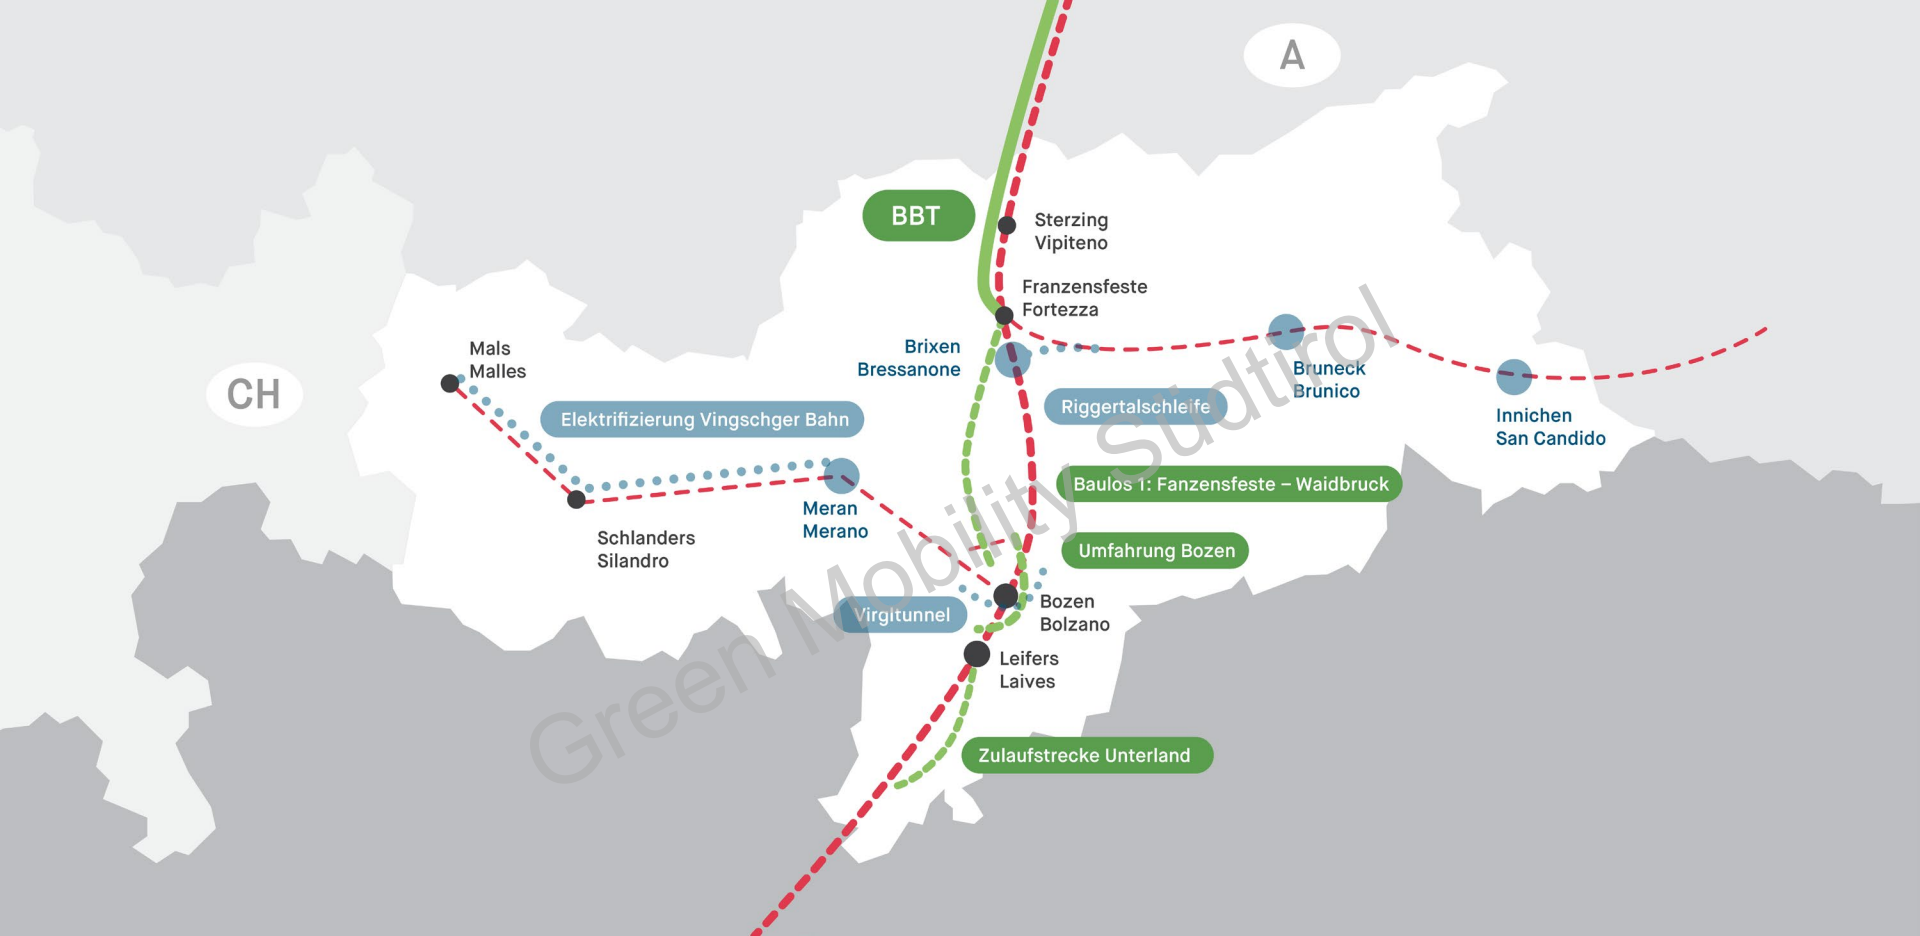 A
BBT
Sterzing
Vipiteno
Franzensfeste
Fortezza
Mals
Malles
Brixen
Bressanone
CH
Bruneck
Brunico
Elektrifizierung Vingschger Bahn
Riggertalschleife
Innichen
San Candido
Baulos 1: Fanzensfeste – Waidbruck
Meran
Merano
Schlanders
Silandro
Umfahrung Bozen
Virgltunnel
Bozen
Bolzano
Leifers
Laives
Zulaufstrecke Unterland
Green Mobility Südtirol